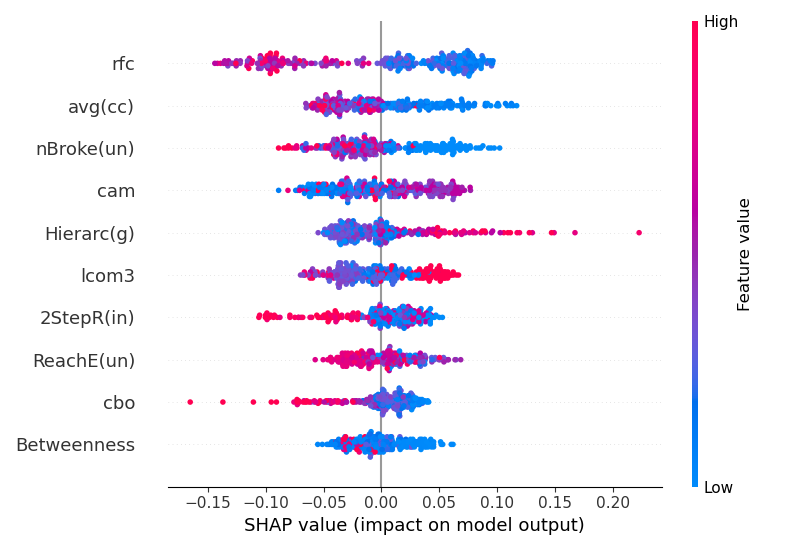 High
rfc
avg(cc)
nBroke(un)
cam
Hierarc(g)
lcom3
2StepR(in)
ReachE(un)
cbo
Betweenness
Feature value
Low
−0.15 −0.10 −0.05 0.00 0.05 0.10 0.15 0.20
SHAP value (impact on model output)